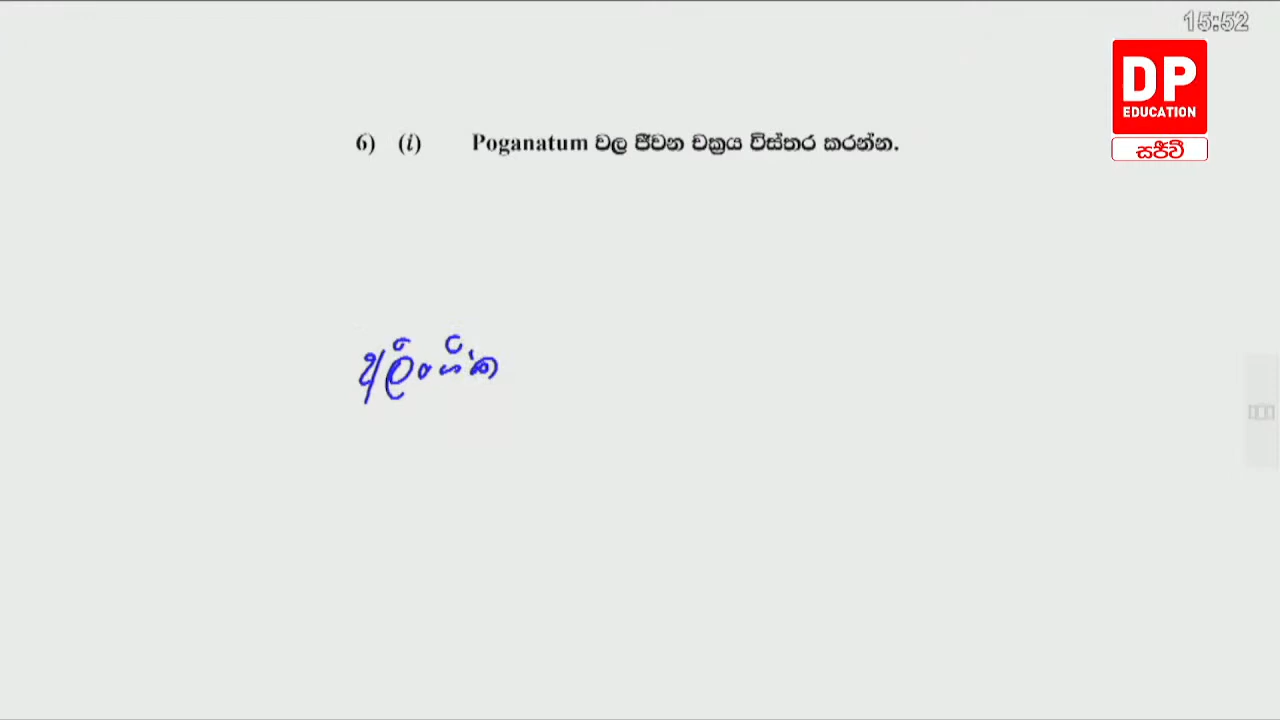 15:52
DP
EDUCATION
සජීවී
6) (i) Poganatum වල ජීවන චක්‍රය විස්තර කරන්න.
අලිංගික